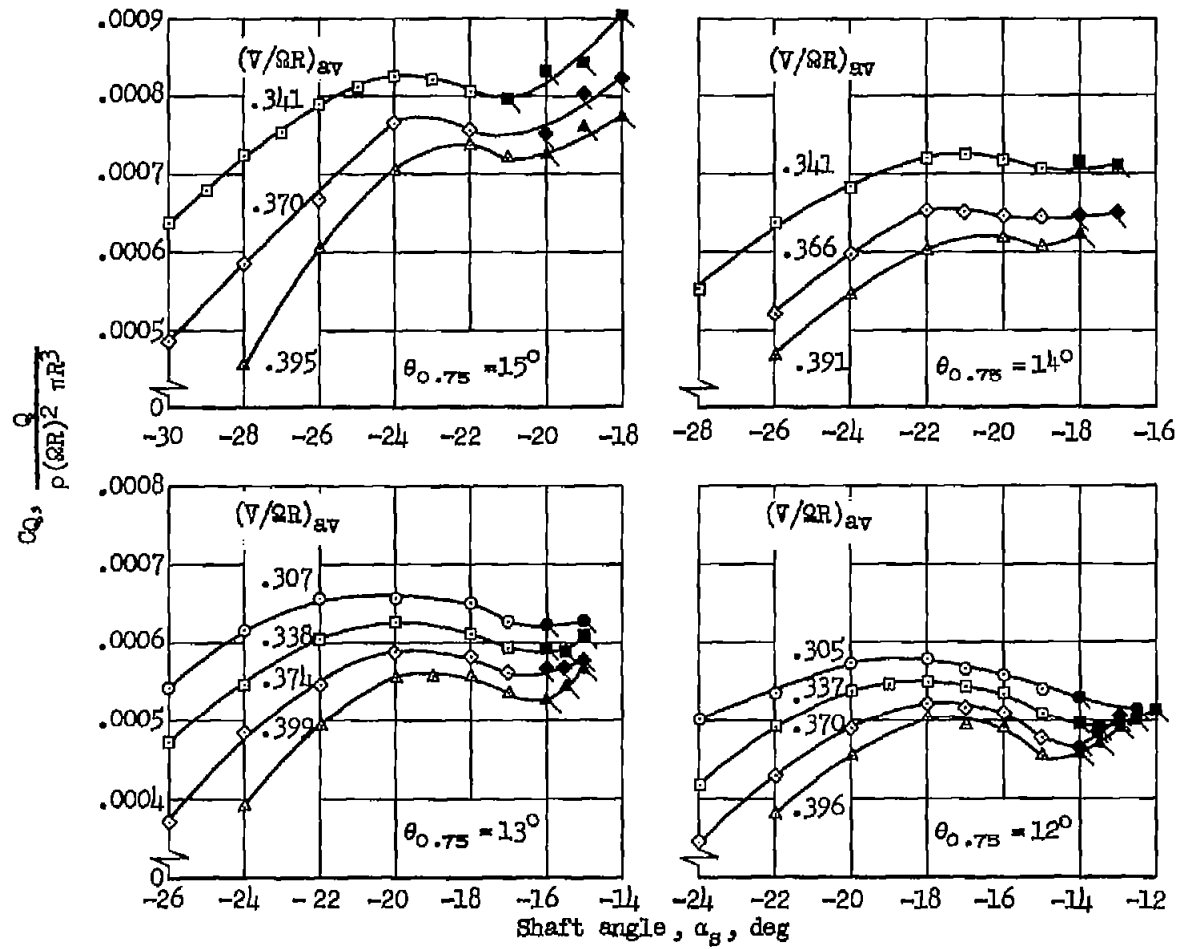 .0009
.0008
.0007
.0006
.0005
0
(V/ΩR)av
.341
.370
.395
θ0.75 = 15°
-30 -28 -26 -24 -22 -20 -18
(V/ΩR)av
.341
.366
.391
θ0.75 = 14°
-28 -26 -24 -22 -20 -18 -16
CQ, Q / ρ(ΩR)² πR³
.0008
.0007
.0006
.0005
.0004
0
(V/ΩR)av
.307
.338
.374
.399
θ0.75 = 13°
-26 -24 -22 -20 -18 -16 -14
(V/ΩR)av
.305
.337
.370
.396
θ0.75 = 12°
-24 -22 -20 -18 -16 -14 -12
Shaft angle, αs, deg